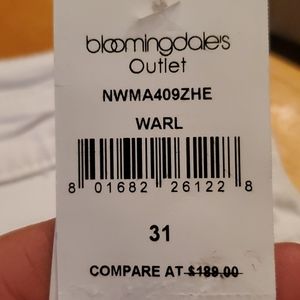 bloomingdale's
Outlet
NWMA409ZHE
WARL
8 01682 26122 8
31
COMPARE AT $189.00